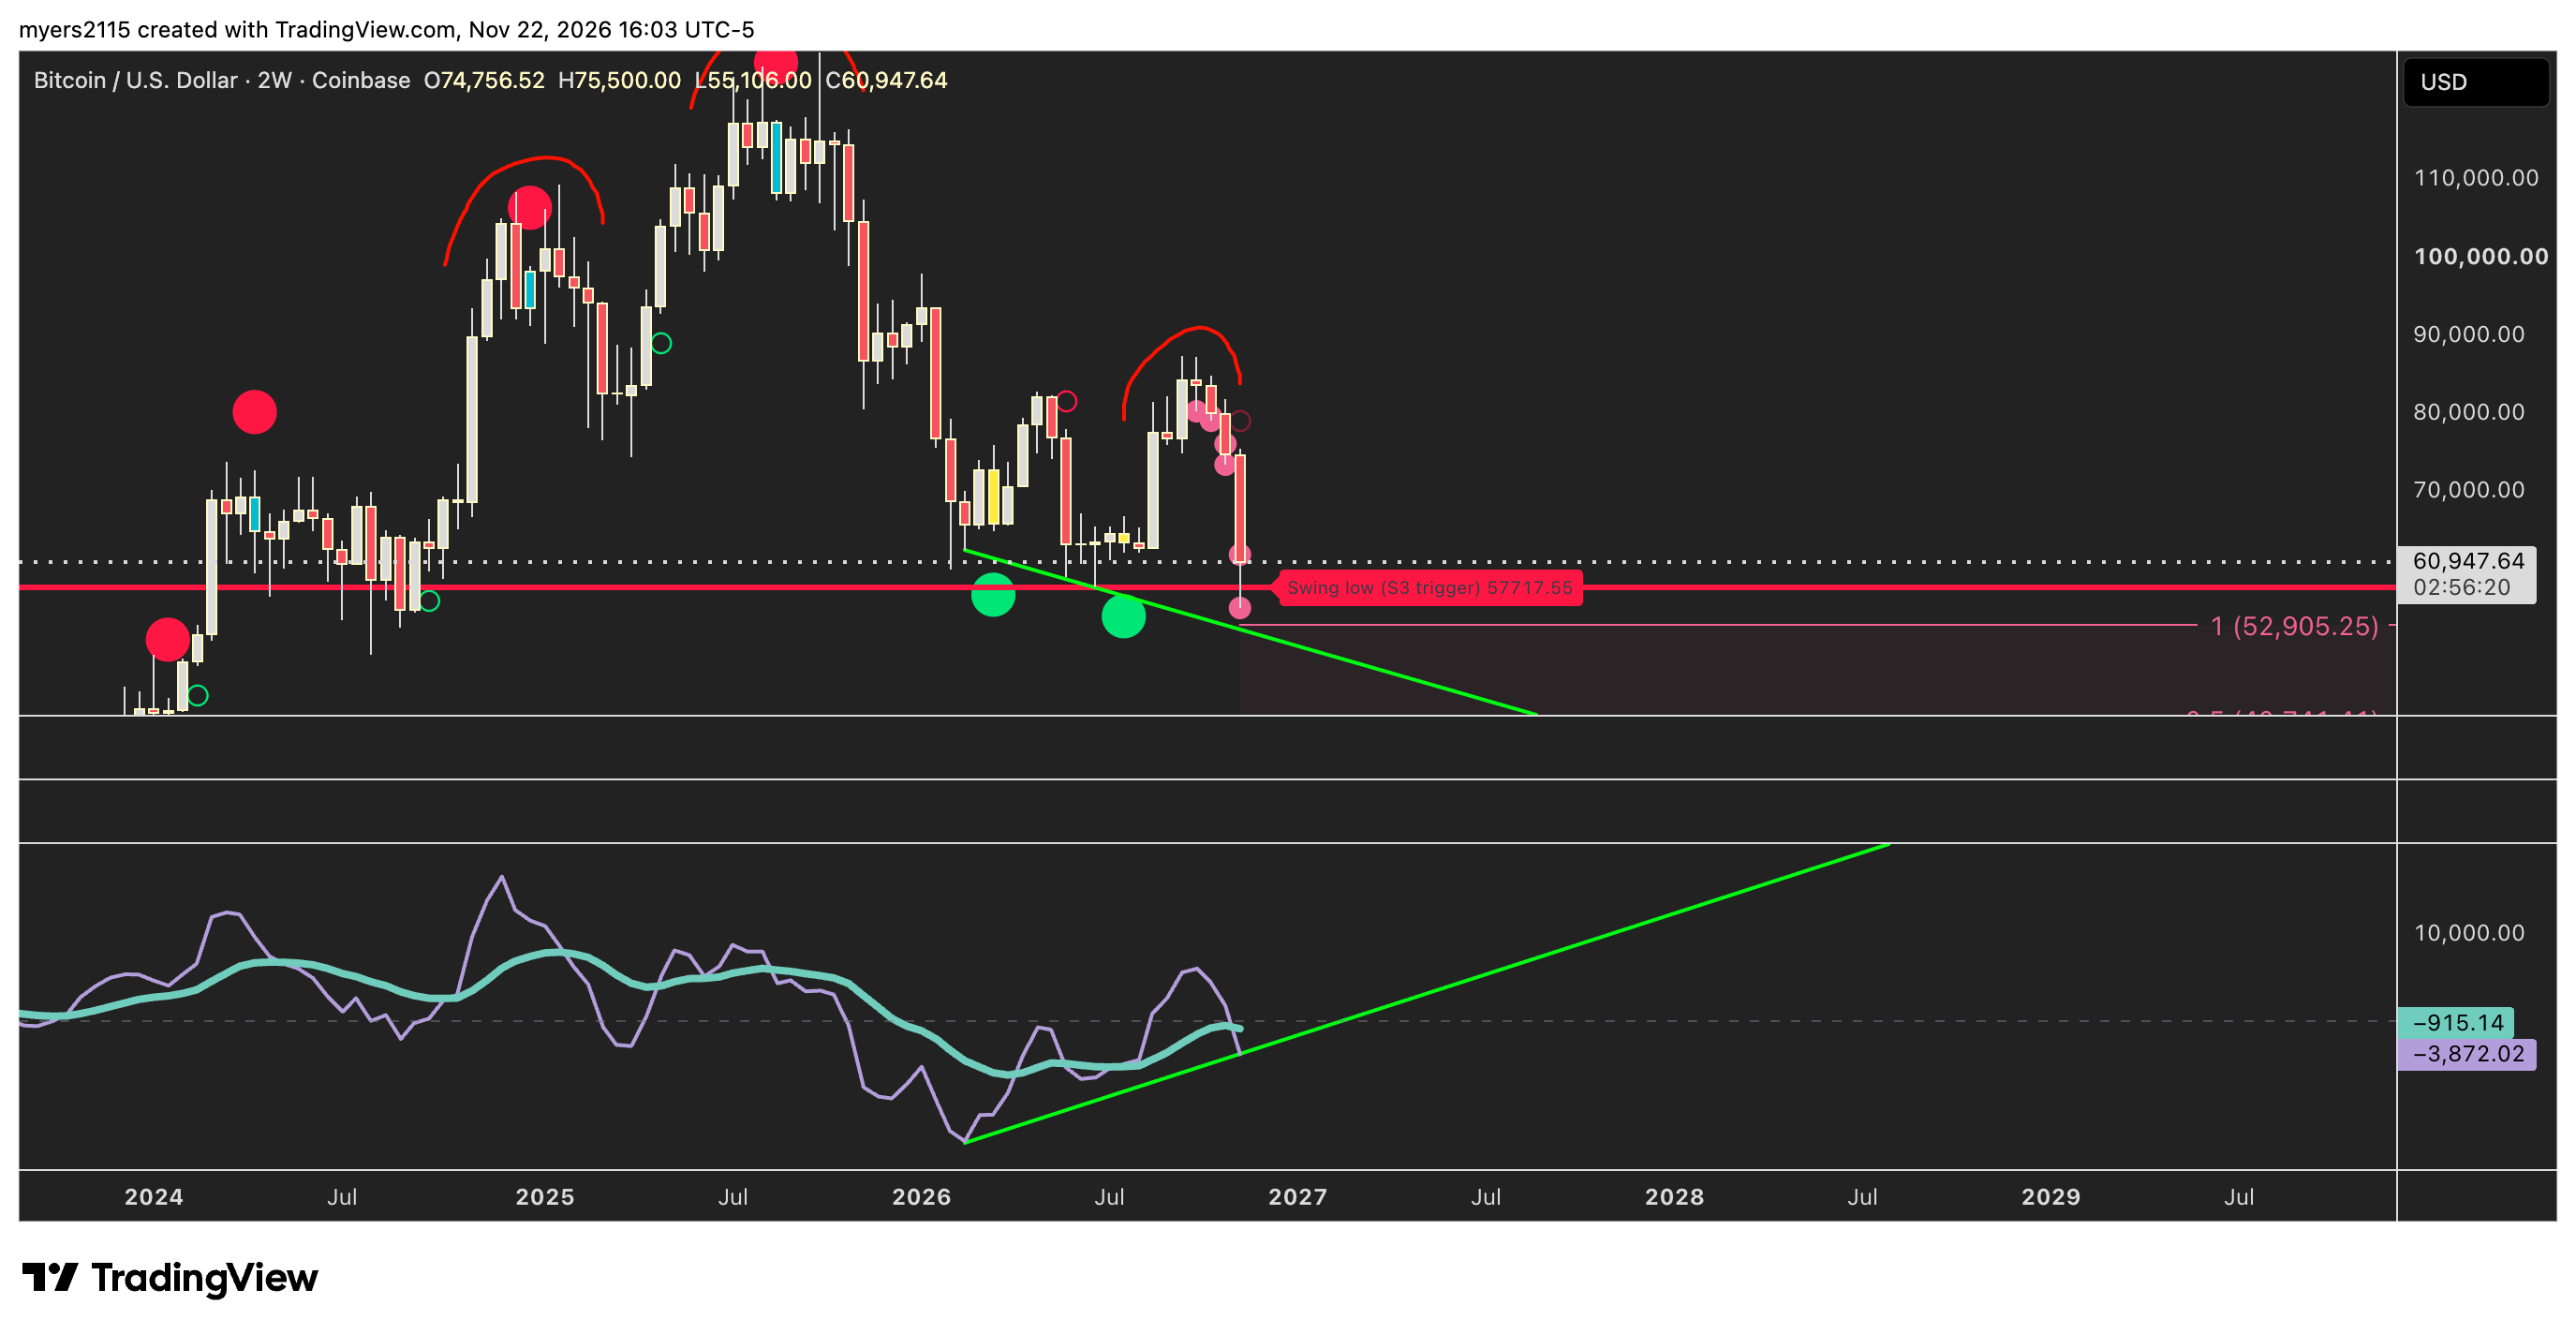 myers2115 created with TradingView.com, Nov 22, 2026 16:03 UTC-5
Bitcoin / U.S. Dollar · 2W · Coinbase O74,756.52 H75,500.00 L55,106.00 C60,947.64
USD
110,000.00
100,000.00
90,000.00
80,000.00
70,000.00
60,947.64
02:56:20
Swing low (S3 trigger) 57717.55
1 (52,905.25)
10,000.00
−915.14
−3,872.02
2024 Jul 2025 Jul 2026 Jul 2027 Jul 2028 Jul 2029 Jul
TradingView